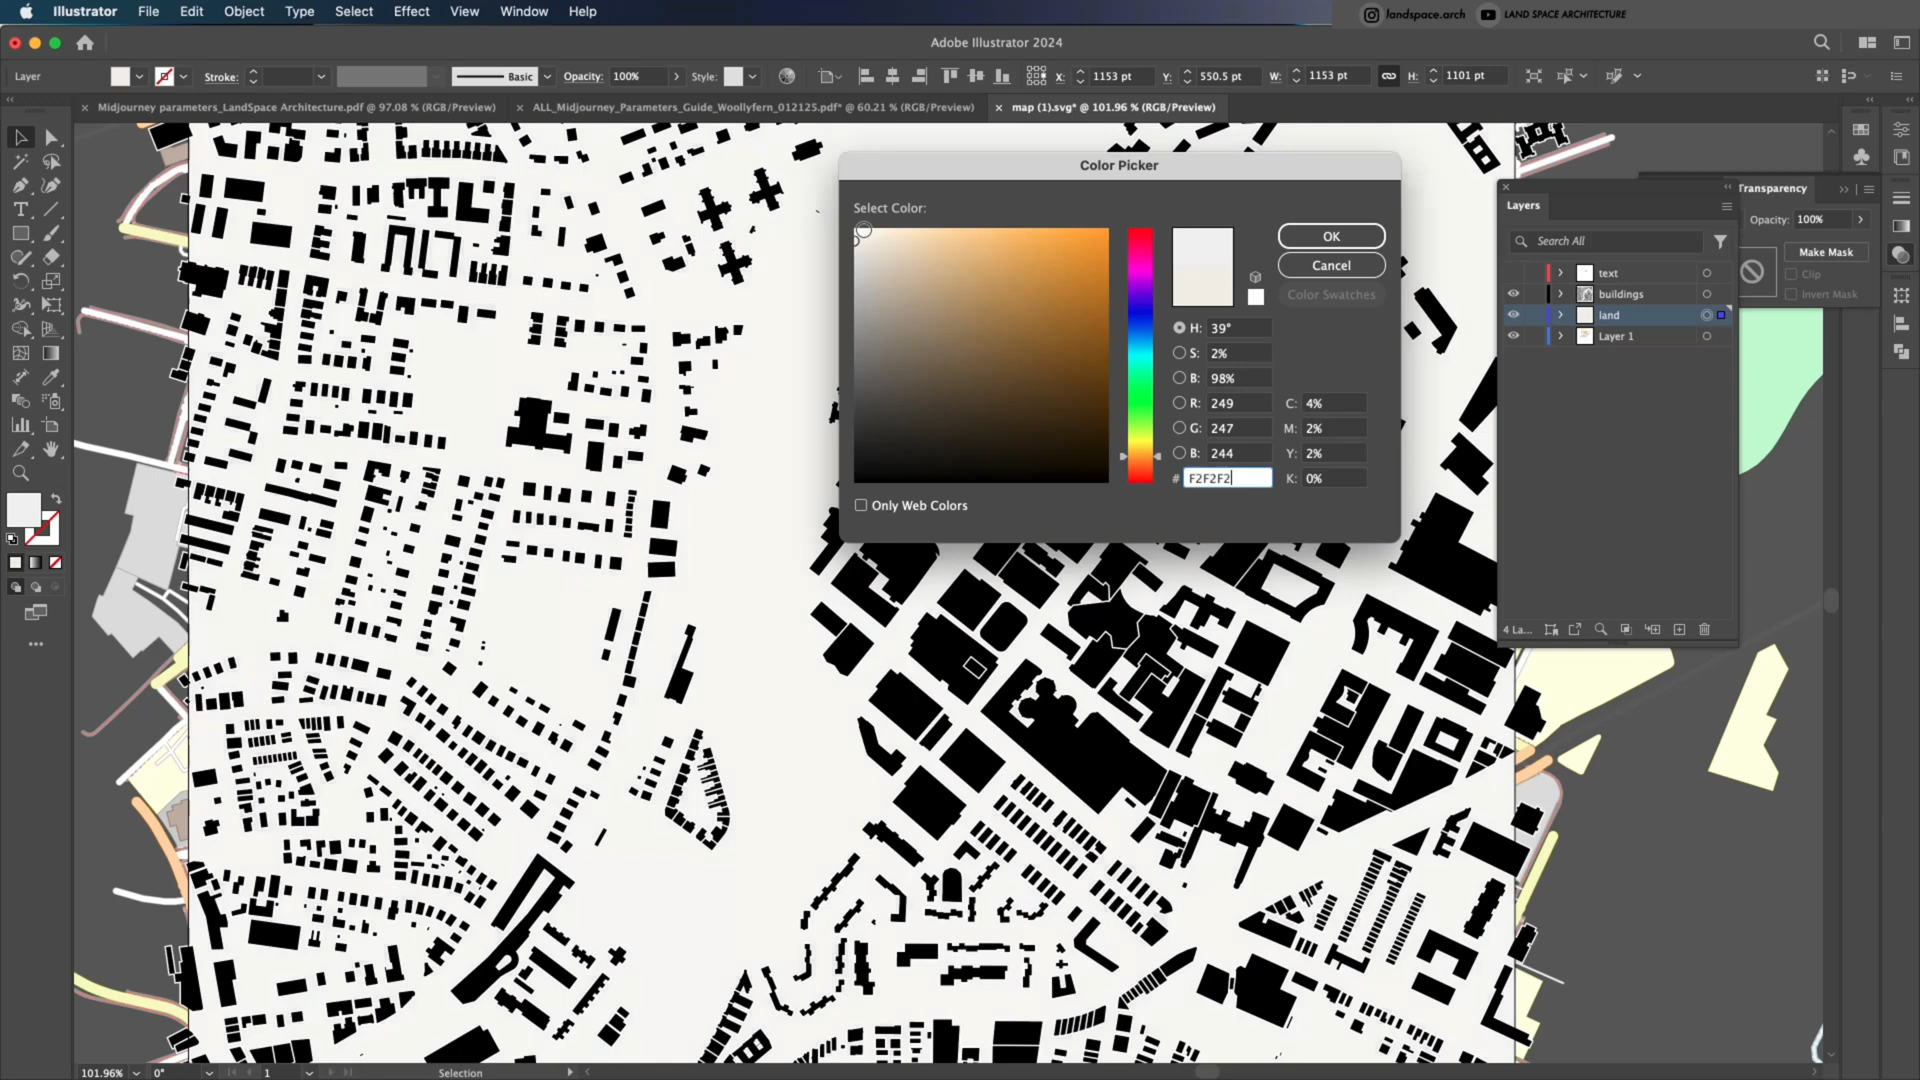 Illustrator File Edit Object Type Select Effect View Window Help
landspace.arch LAND SPACE ARCHITECTURE
Adobe Illustrator 2024
Layer Stroke: Basic Opacity: 100% Style: X: 1153 pt Y: 550.5 pt W: 1153 pt H: 1101 pt
Midjourney parameters_LandSpace Architecture.pdf @ 97.08 % (RGB/Preview)
ALL_Midjourney_Parameters_Guide_Woollyfern_012125.pdf* @ 60.21 % (RGB/Preview)
map (1).svg* @ 101.96 % (RGB/Preview)
Color Picker
Select Color:
OK
Cancel
Color Swatches
H: 39°
S: 2%
B: 98%
R: 249 C: 4%
G: 247 M: 2%
B: 244 Y: 2%
# F2F2F2 K: 0%
Only Web Colors
Layers
Search All
text
buildings
land
Layer 1
4 La...
Transparency
Opacity: 100%
Make Mask
Clip
Invert Mask
101.96% 0° 1 Selection